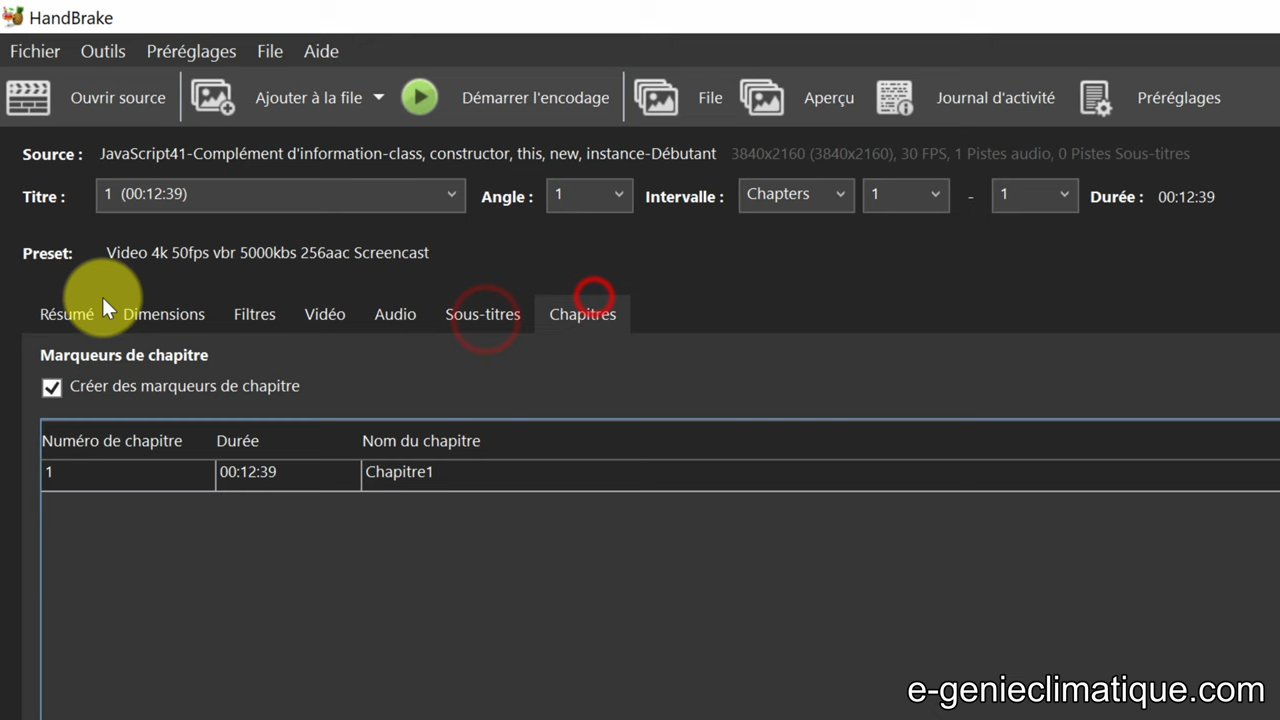 HandBrake
Fichier Outils Préréglages File Aide
Ouvrir source Ajouter à la file Démarrer l'encodage File Aperçu Journal d'activité Préréglages
Source : JavaScript41-Complément d'information-class, constructor, this, new, instance-Débutant 3840x2160 (3840x2160), 30 FPS, 1 Pistes audio, 0 Pistes Sous-titres
Titre : 1 (00:12:39) Angle : 1 Intervalle : Chapters 1 - 1 Durée : 00:12:39
Preset: Video 4k 50fps vbr 5000kbs 256aac Screencast
Résumé Dimensions Filtres Vidéo Audio Sous-titres Chapitres
Marqueurs de chapitre
Créer des marqueurs de chapitre
Numéro de chapitre Durée Nom du chapitre
1 00:12:39 Chapitre1
e-genieclimatique.com